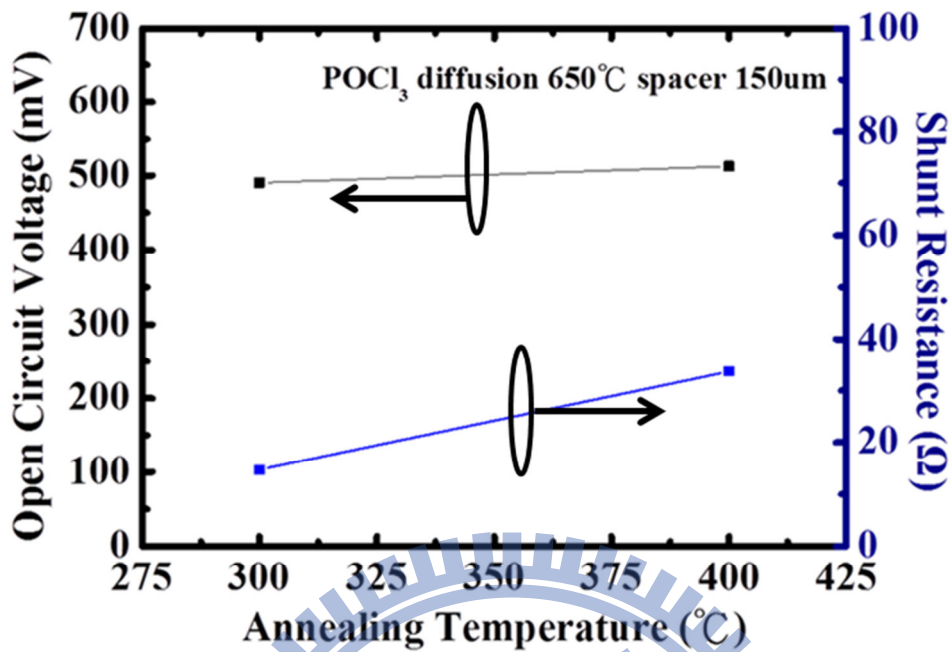 POCl₃ diffusion 650℃ spacer 150um
Open Circuit Voltage (mV)
700
600
500
400
300
200
100
0
100
80
60
40
20
0
Shunt Resistance (Ω)
275 300 325 350 375 400 425
Annealing Temperature (℃)